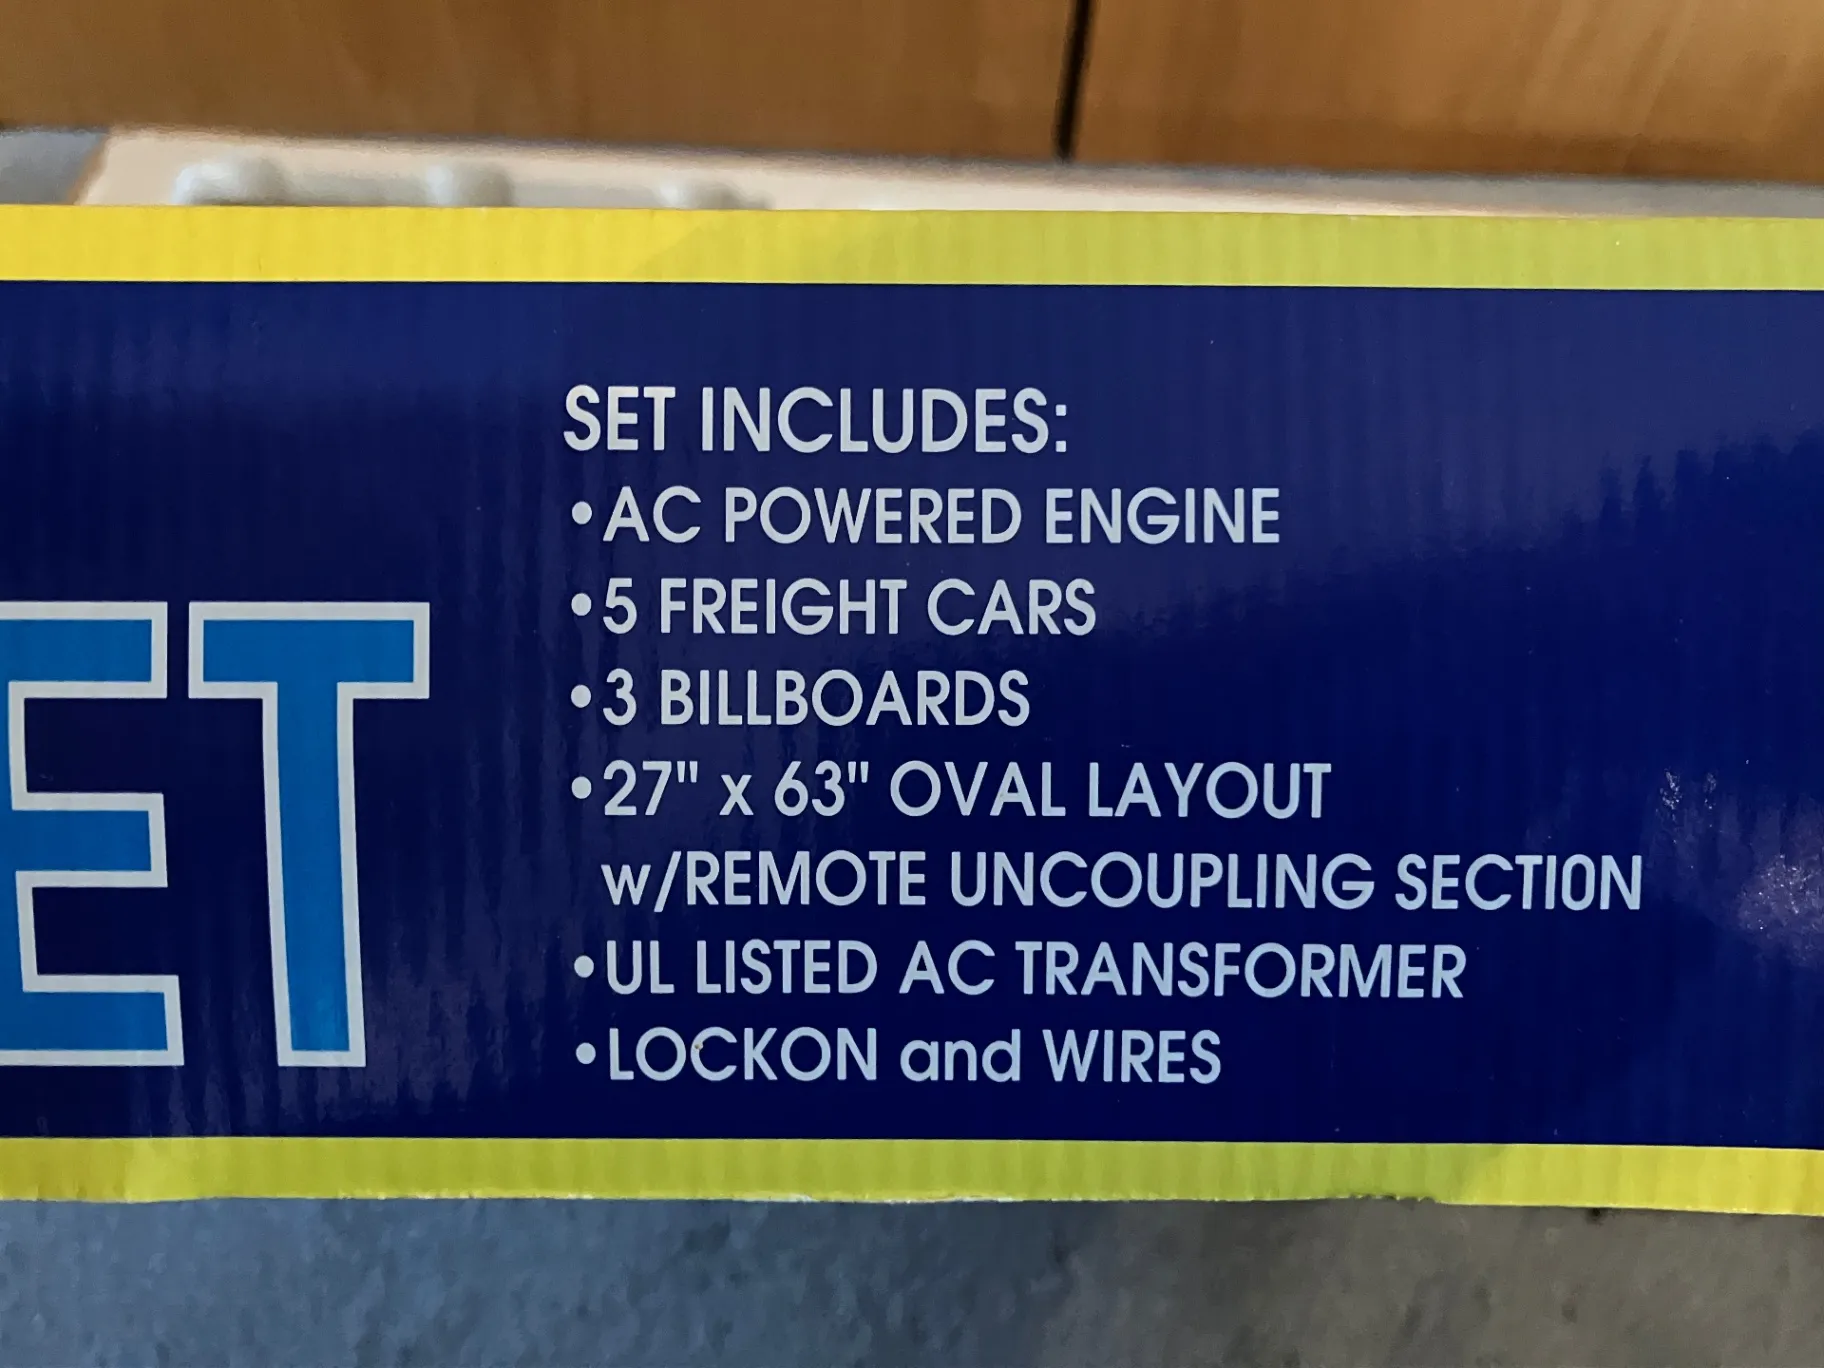 ET
SET INCLUDES:
•AC POWERED ENGINE
•5 FREIGHT CARS
•3 BILLBOARDS
•27" x 63" OVAL LAYOUT
w/REMOTE UNCOUPLING SECTION
•UL LISTED AC TRANSFORMER
•LOCKON and WIRES